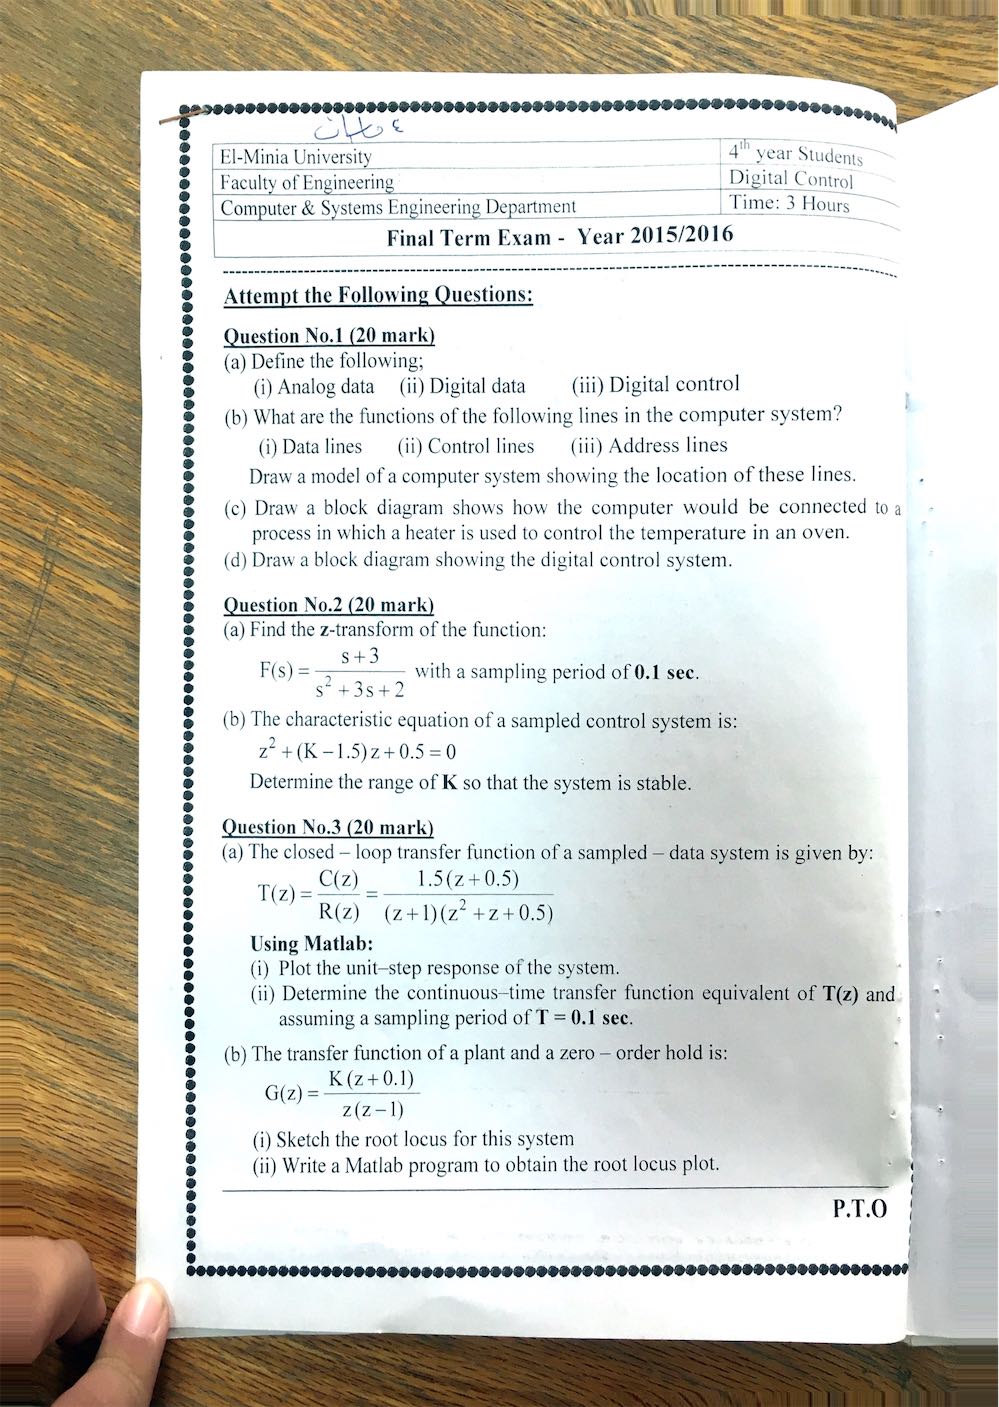 ٤ حاسبات
El-Minia University
4th year Students
Faculty of Engineering
Digital Control
Computer & Systems Engineering Department
Time: 3 Hours
Final Term Exam - Year 2015/2016
Attempt the Following Questions:
Question No.1 (20 mark)
(a) Define the following;
(i) Analog data (ii) Digital data (iii) Digital control
(b) What are the functions of the following lines in the computer system?
(i) Data lines (ii) Control lines (iii) Address lines
Draw a model of a computer system showing the location of these lines.
(c) Draw a block diagram shows how the computer would be connected to a
process in which a heater is used to control the temperature in an oven.
(d) Draw a block diagram showing the digital control system.
Question No.2 (20 mark)
(a) Find the z-transform of the function:
F(s) = (s + 3) / (s² + 3s + 2) with a sampling period of 0.1 sec.
(b) The characteristic equation of a sampled control system is:
z² + (K − 1.5) z + 0.5 = 0
Determine the range of K so that the system is stable.
Question No.3 (20 mark)
(a) The closed – loop transfer function of a sampled – data system is given by:
T(z) = C(z) / R(z) = 1.5 (z + 0.5) / (z + 1) (z² + z + 0.5)
Using Matlab:
(i) Plot the unit–step response of the system.
(ii) Determine the continuous–time transfer function equivalent of T(z) and
assuming a sampling period of T = 0.1 sec.
(b) The transfer function of a plant and a zero – order hold is:
G(z) = K (z + 0.1) / z (z − 1)
(i) Sketch the root locus for this system
(ii) Write a Matlab program to obtain the root locus plot.
P.T.O